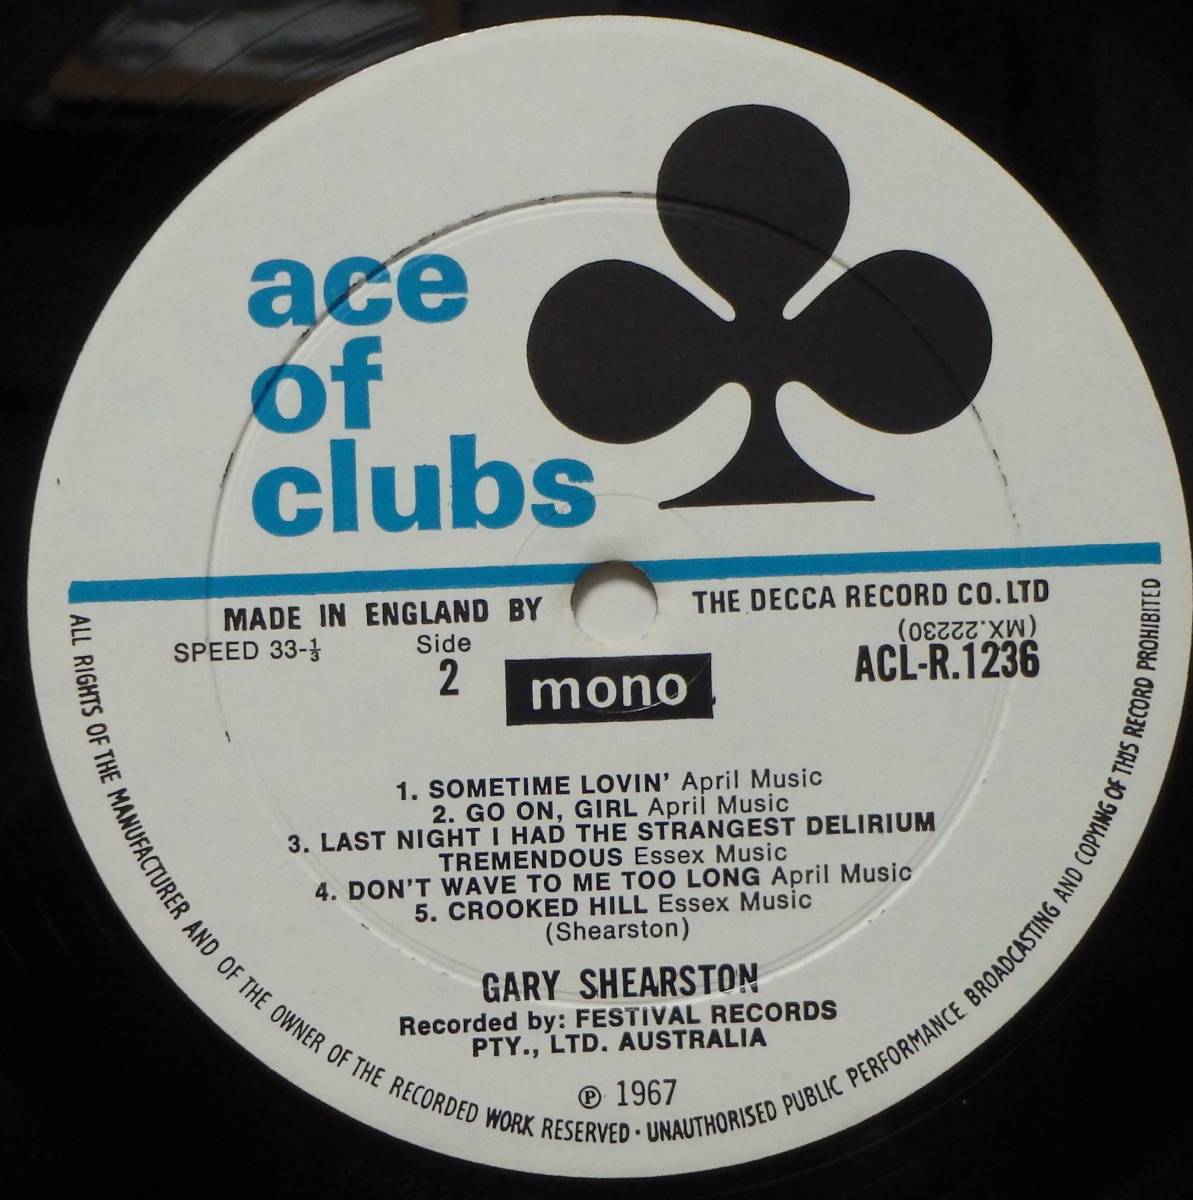 ace
of
clubs
MADE IN ENGLAND BY THE DECCA RECORD CO. LTD
SPEED 33-⅓
Side
2
mono
(MX.22230)
ACL-R.1236
1. SOMETIME LOVIN' April Music
2. GO ON, GIRL April Music
3. LAST NIGHT I HAD THE STRANGEST DELIRIUM
TREMENDOUS Essex Music
4. DON'T WAVE TO ME TOO LONG April Music
5. CROOKED HILL Essex Music
(Shearston)
GARY SHEARSTON
Recorded by: FESTIVAL RECORDS
PTY., LTD. AUSTRALIA
℗ 1967
ALL RIGHTS OF THE MANUFACTURER AND OF THE OWNER OF THE RECORDED WORK RESERVED · UNAUTHORISED PUBLIC PERFORMANCE BROADCASTING AND COPYING OF THIS RECORD PROHIBITED